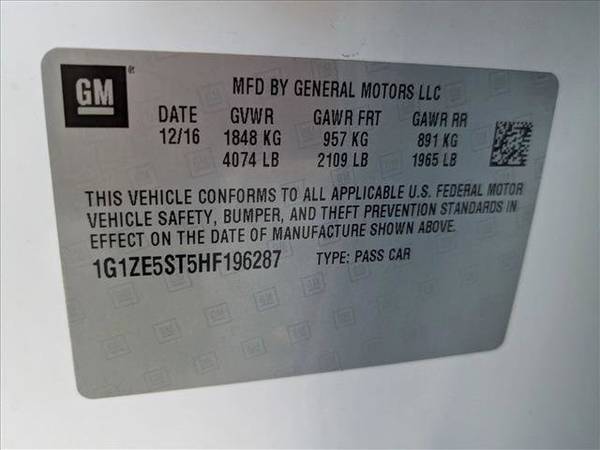 GM
MFD BY GENERAL MOTORS LLC
DATE GVWR GAWR FRT GAWR RR
12/16 1848 KG 957 KG 891 KG
4074 LB 2109 LB 1965 LB
THIS VEHICLE CONFORMS TO ALL APPLICABLE U.S. FEDERAL MOTOR
VEHICLE SAFETY, BUMPER, AND THEFT PREVENTION STANDARDS IN
EFFECT ON THE DATE OF MANUFACTURE SHOWN ABOVE.
1G1ZE5ST5HF196287 TYPE: PASS CAR